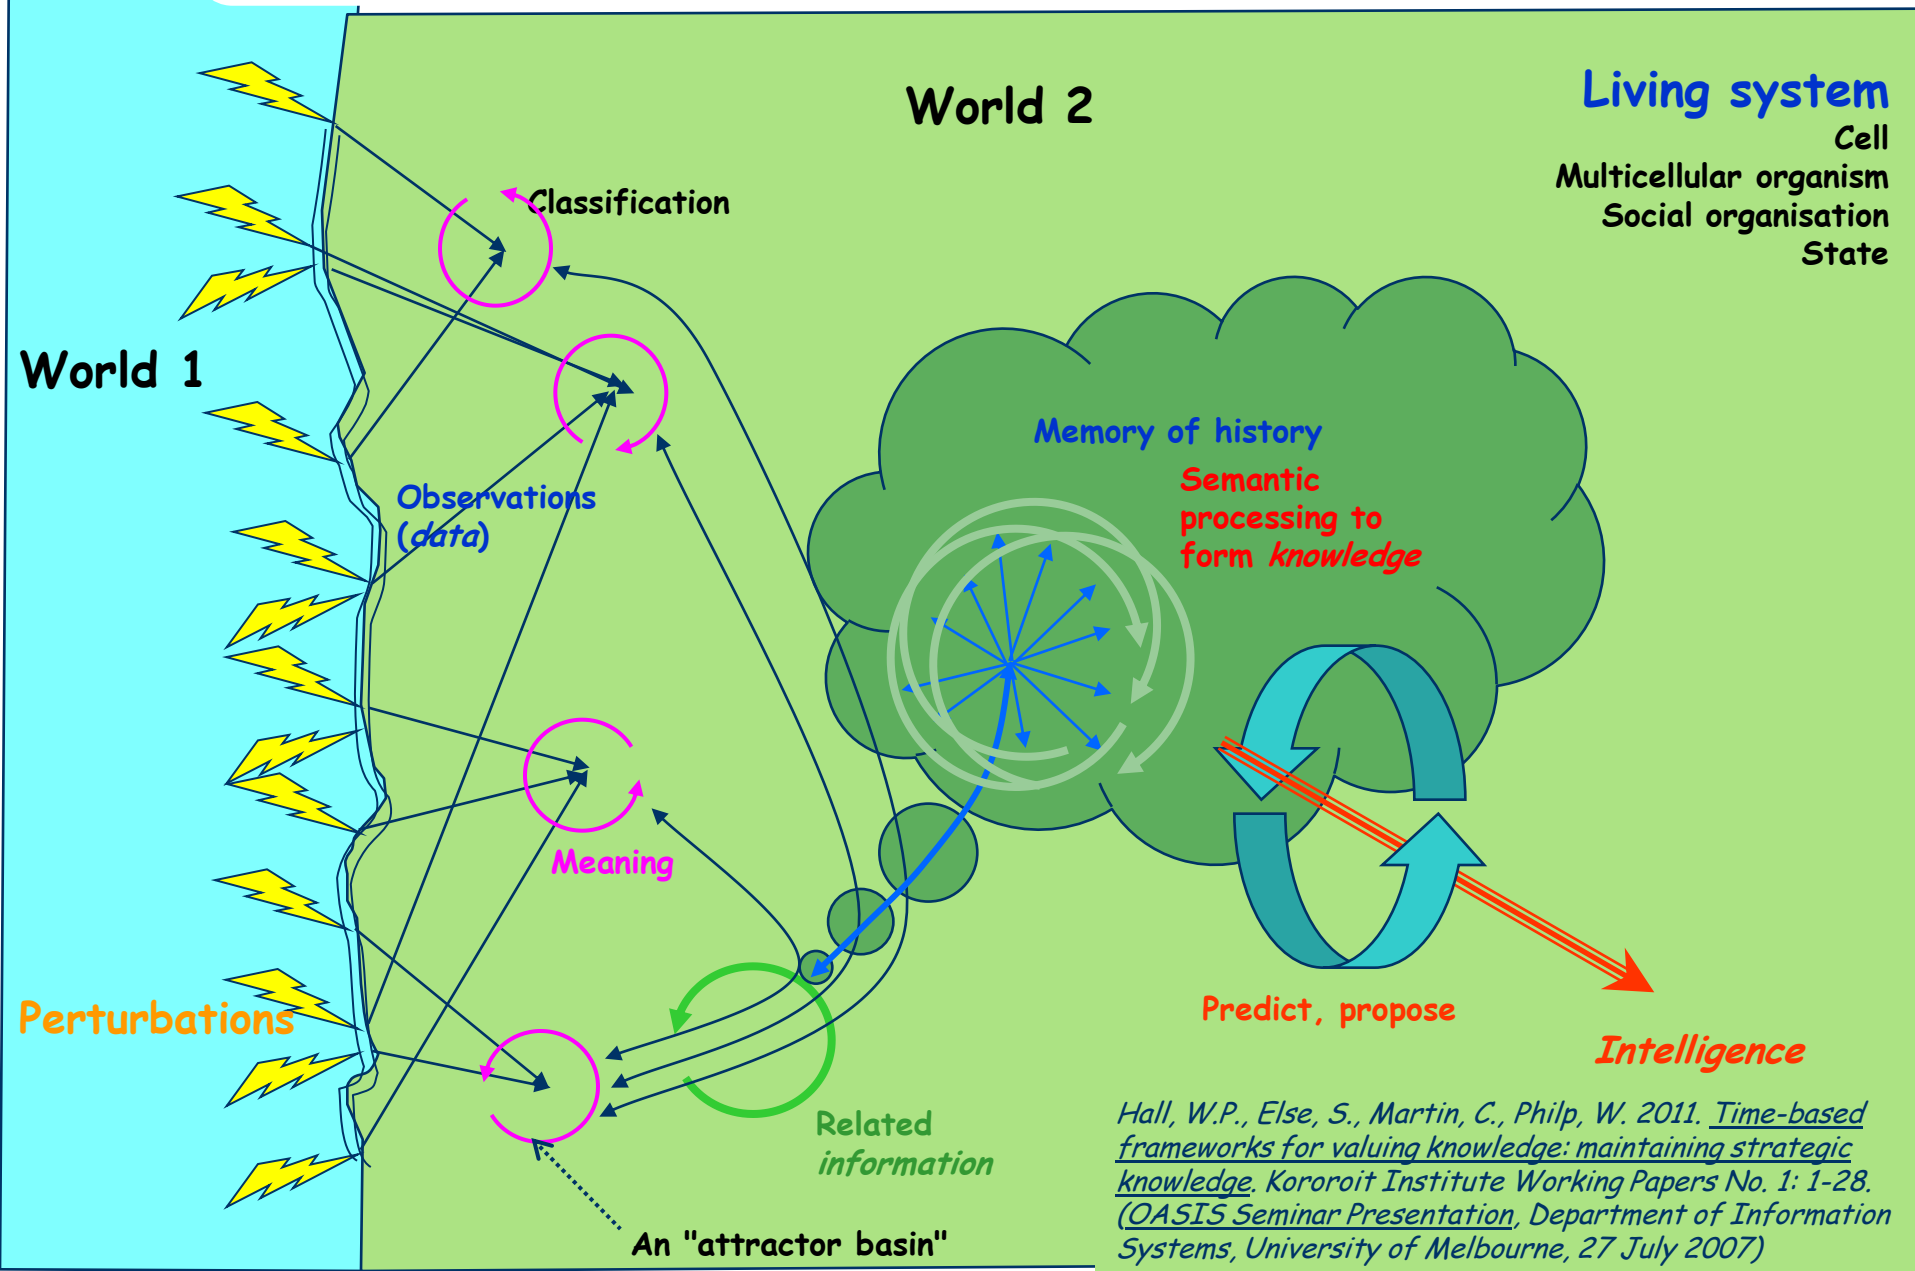 World 2
Living system
Cell
Multicellular organism
Social organisation
State
Classification
World 1
Memory of history
Semantic
processing to
form knowledge
Observations
(data)
Meaning
Perturbations
Predict, propose
Intelligence
Related
information
An "attractor basin"
Hall, W.P., Else, S., Martin, C., Philp, W. 2011. Time-based
frameworks for valuing knowledge: maintaining strategic
knowledge. Kororoit Institute Working Papers No. 1: 1-28.
(OASIS Seminar Presentation, Department of Information
Systems, University of Melbourne, 27 July 2007)